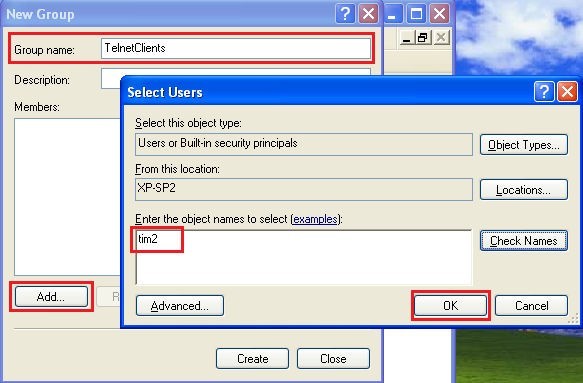 New Group
Group name: TelnetClients
Description:
Members:
Add...
R
Create Close
Select Users
Select this object type:
Users or Built-in security principals Object Types...
From this location:
XP-SP2 Locations...
Enter the object names to select (examples):
tim2 Check Names
Advanced... OK Cancel